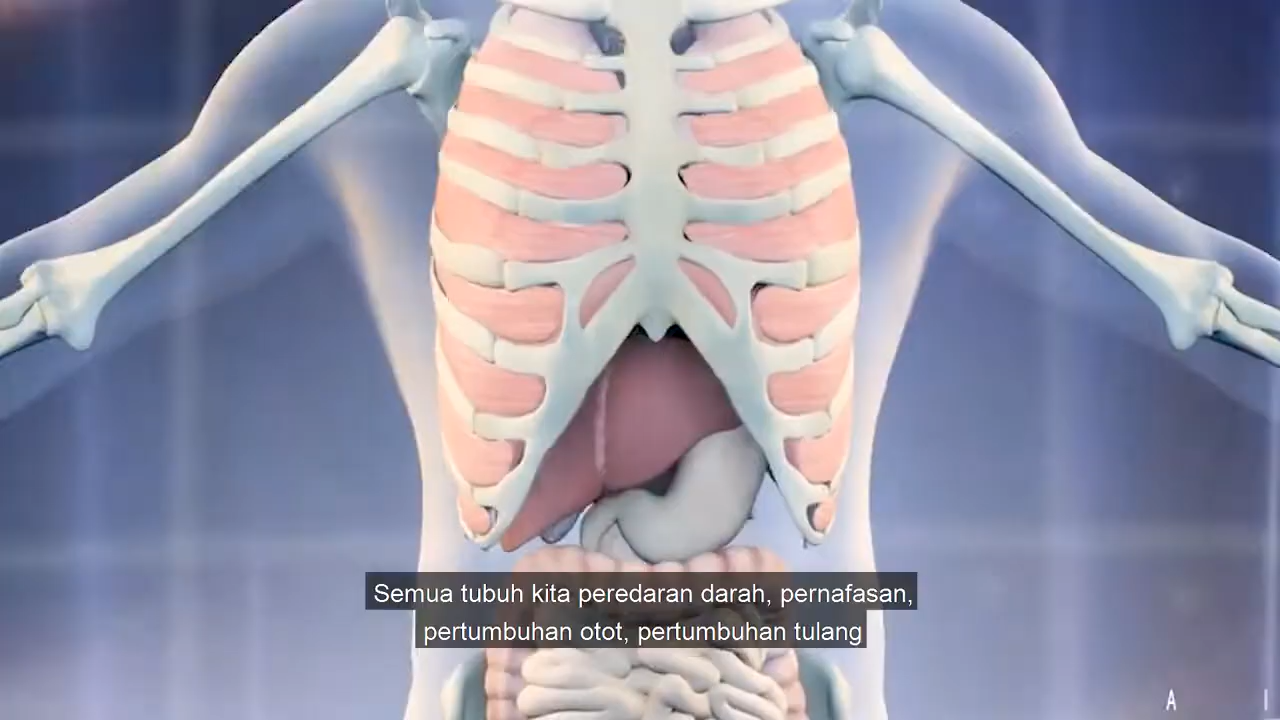 Semua tubuh kita peredaran darah, pernafasan,
pertumbuhan otot, pertumbuhan tulang
A I